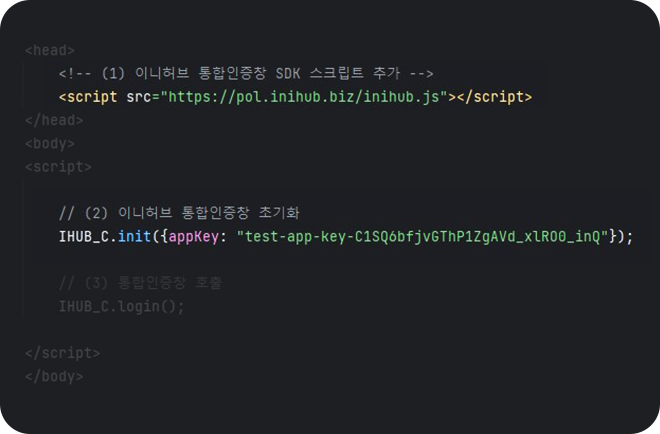 <head>
<!-- (1) 이니허브 통합인증창 SDK 스크립트 추가 -->
<script src="https://pol.inihub.biz/inihub.js"></script>
</head>
<body>
<script>
// (2) 이니허브 통합인증창 초기화
IHUB_C.init({appKey: "test-app-key-C1SQ6bfjvGThP1ZgAVd_xlRO0_inQ"});
// (3) 통합인증창 호출
IHUB_C.login();
</script>
</body>